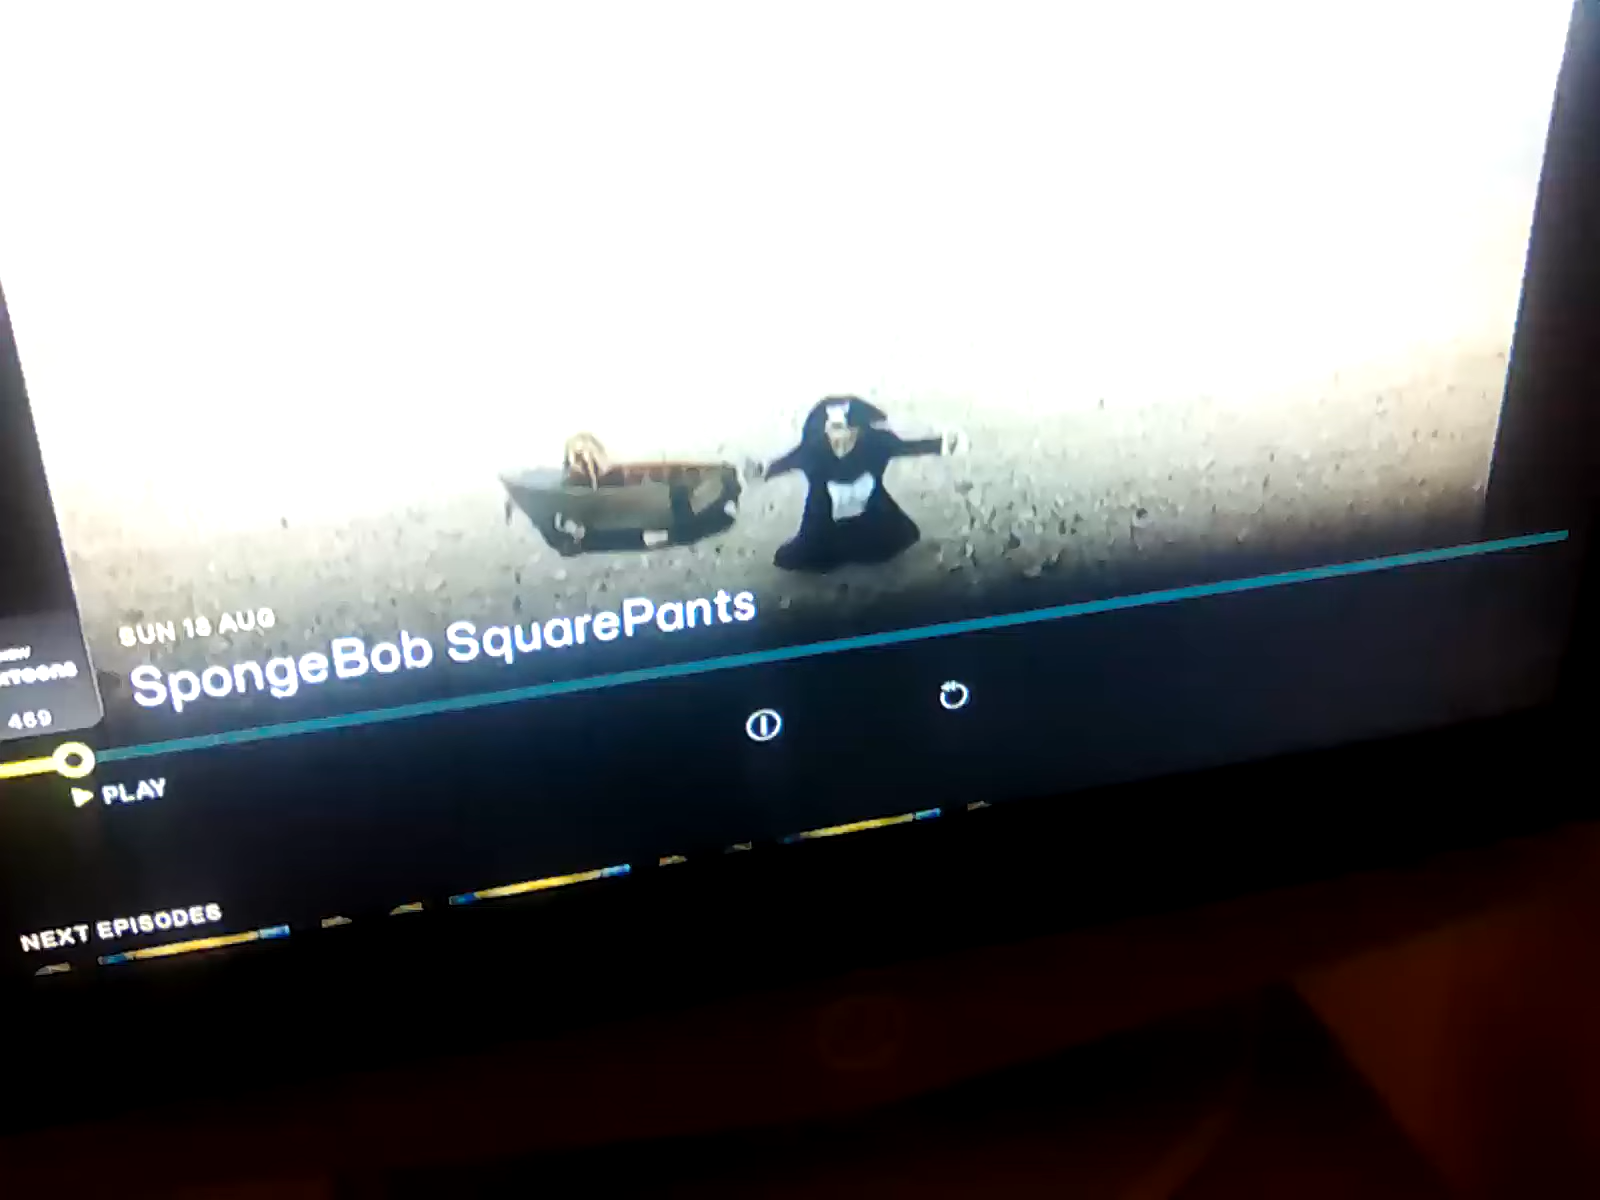 SUN 18 AUG
SpongeBob SquarePants
469
PLAY
NEXT EPISODES